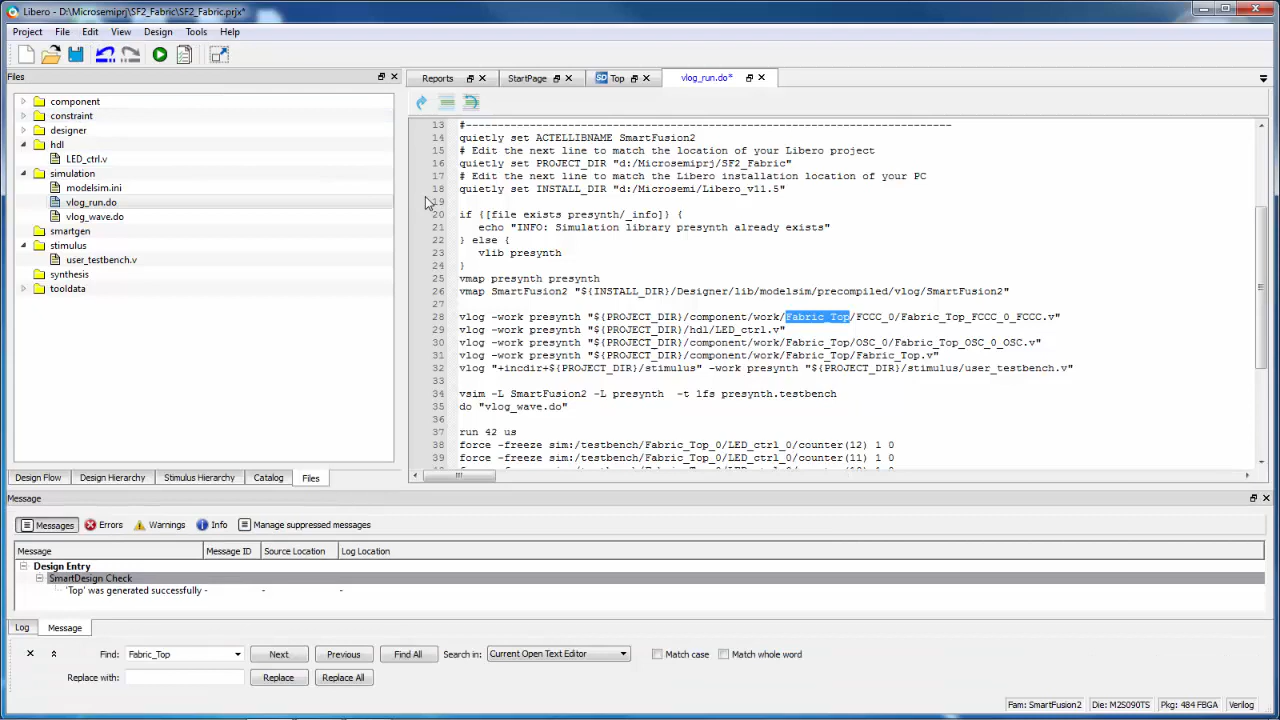 Libero - D:\Microsemiprj\SF2_Fabric\SF2_Fabric.prjx*
Project File Edit View Design Tools Help
Files
Reports StartPage SD Top vlog_run.do*
component
constraint
designer
hdl
LED_ctrl.v
simulation
modelsim.ini
vlog_run.do
vlog_wave.do
smartgen
stimulus
user_testbench.v
synthesis
tooldata
13 #-----------------------------------------------------------------------------
14 quietly set ACTELLIBNAME SmartFusion2
15 # Edit the next line to match the location of your Libero project
16 quietly set PROJECT_DIR "d:/Microsemiprj/SF2_Fabric"
17 # Edit the next line to match the Libero installation location of your PC
18 quietly set INSTALL_DIR "d:/Microsemi/Libero_v11.5"
19
20 if {[file exists presynth/_info]} {
21 echo "INFO: Simulation library presynth already exists"
22 } else {
23 vlib presynth
24 }
25 vmap presynth presynth
26 vmap SmartFusion2 "${INSTALL_DIR}/Designer/lib/modelsim/precompiled/vlog/SmartFusion2"
27
28 vlog -work presynth "${PROJECT_DIR}/component/work/Fabric_Top/FCCC_0/Fabric_Top_FCCC_0_FCCC.v"
29 vlog -work presynth "${PROJECT_DIR}/hdl/LED_ctrl.v"
30 vlog -work presynth "${PROJECT_DIR}/component/work/Fabric_Top/OSC_0/Fabric_Top_OSC_0_OSC.v"
31 vlog -work presynth "${PROJECT_DIR}/component/work/Fabric_Top/Fabric_Top.v"
32 vlog "+incdir+${PROJECT_DIR}/stimulus" -work presynth "${PROJECT_DIR}/stimulus/user_testbench.v"
33
34 vsim -L SmartFusion2 -L presynth -t 1fs presynth.testbench
35 do "vlog_wave.do"
36
37 run 42 us
38 force -freeze sim:/testbench/Fabric_Top_0/LED_ctrl_0/counter(12) 1 0
39 force -freeze sim:/testbench/Fabric_Top_0/LED_ctrl_0/counter(11) 1 0
Design Flow Design Hierarchy Stimulus Hierarchy Catalog Files
Message
Messages Errors Warnings Info Manage suppressed messages
Message Message ID Source Location Log Location
Design Entry
SmartDesign Check
'Top' was generated successfully - - -
Log Message
Find: Fabric_Top Next Previous Find All Search in: Current Open Text Editor Match case Match whole word
Replace with: Replace Replace All
Fam: SmartFusion2 Die: M2S090TS Pkg: 484 FBGA Verilog